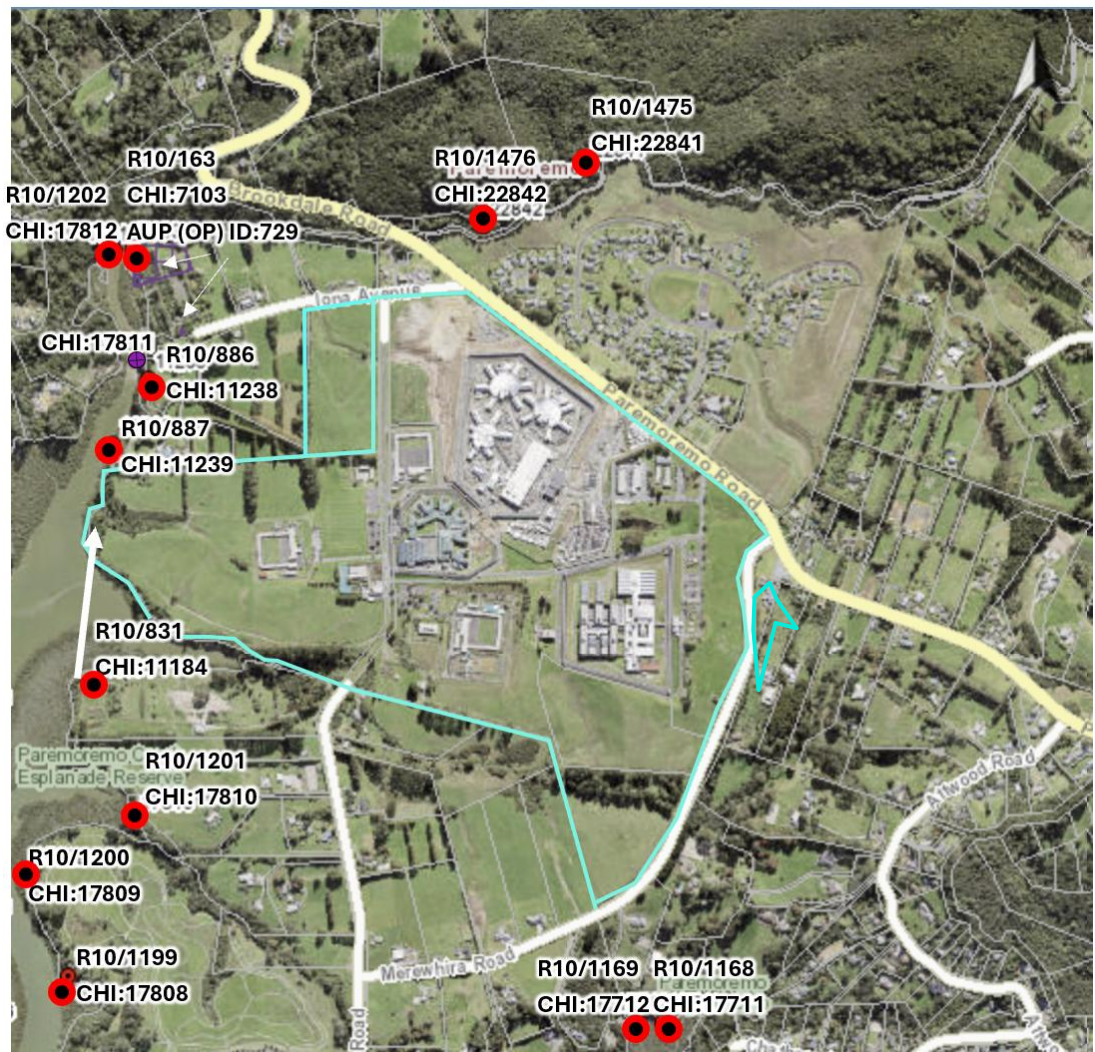 R10/1475
CHI:22841
R10/1476
CHI:22842
22842
R10/163
CHI:7103
R10/1202
CHI:17812
AUP (OP) ID:729
Brookdale Road
Iona Avenue
CHI:17811
R10/886
CHI:11238
R10/887
CHI:11239
Paremoremo Road
R10/831
CHI:11184
Paremoremo
Esplanade Reserve
R10/1201
CHI:17810
R10/1200
CHI:17809
R10/1199
CHI:17808
Attwood Road
Merewhira Road
R10/1169
CHI:17712
R10/1168
CHI:17711
Paremoremo
Road